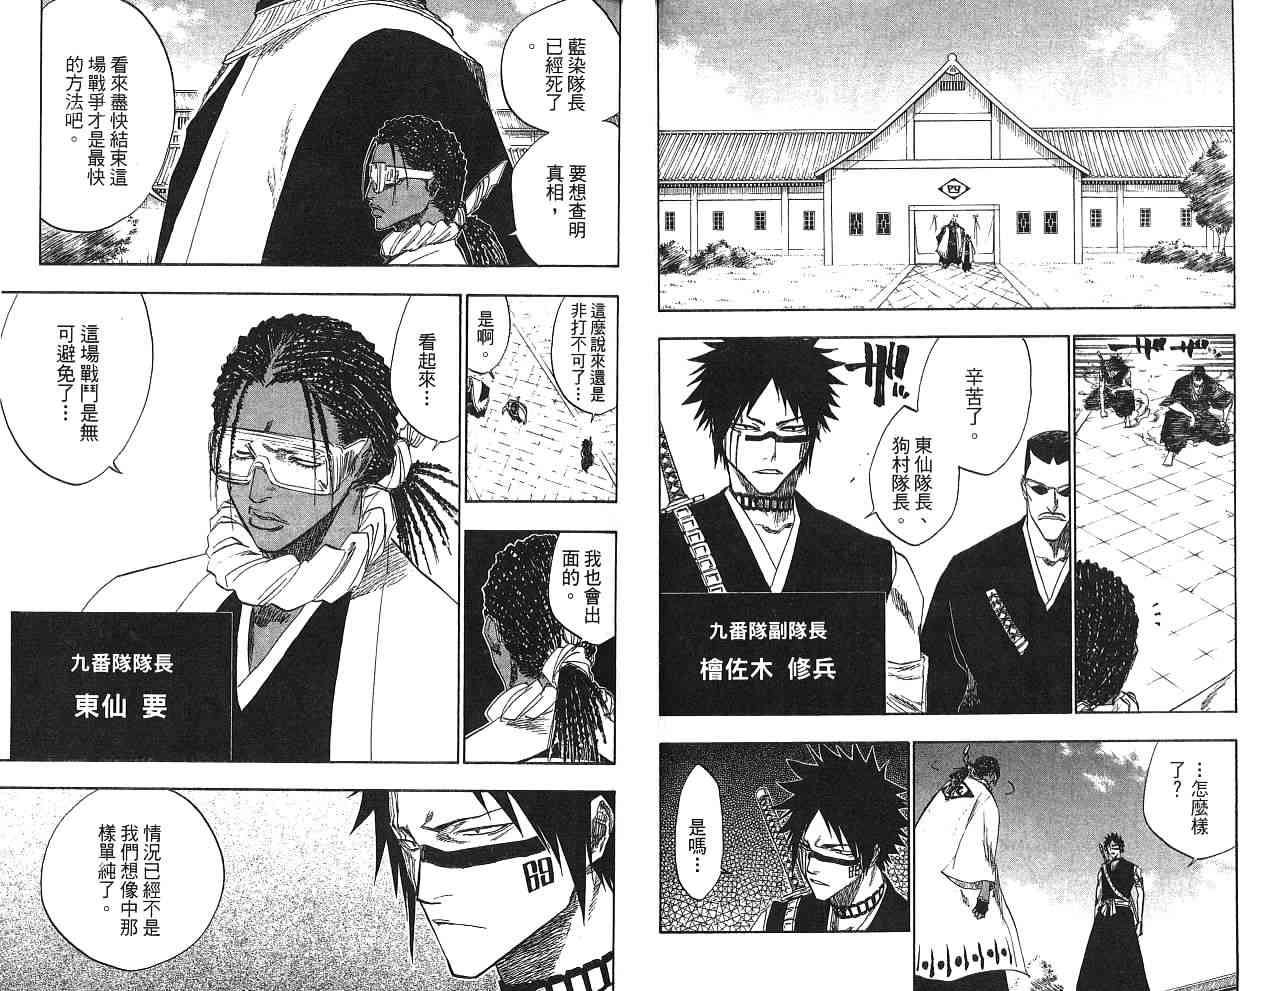 四
辛苦了。
東仙隊長、
狗村隊長。
九番隊副隊長
檜佐木 修兵
…怎麼樣
了?
是嗎…
藍染隊長
已經死了
。
要想查明
真相，
看來盡快結束這
場戰爭才是最快
的方法吧。
這麼說來還是
非打不可了…
是啊。
我也會出
面的。
看起來…
這場戰鬥是無
可避免了…
九番隊隊長
東仙 要
69
情況已經不是
我們想像中那
樣單純了。